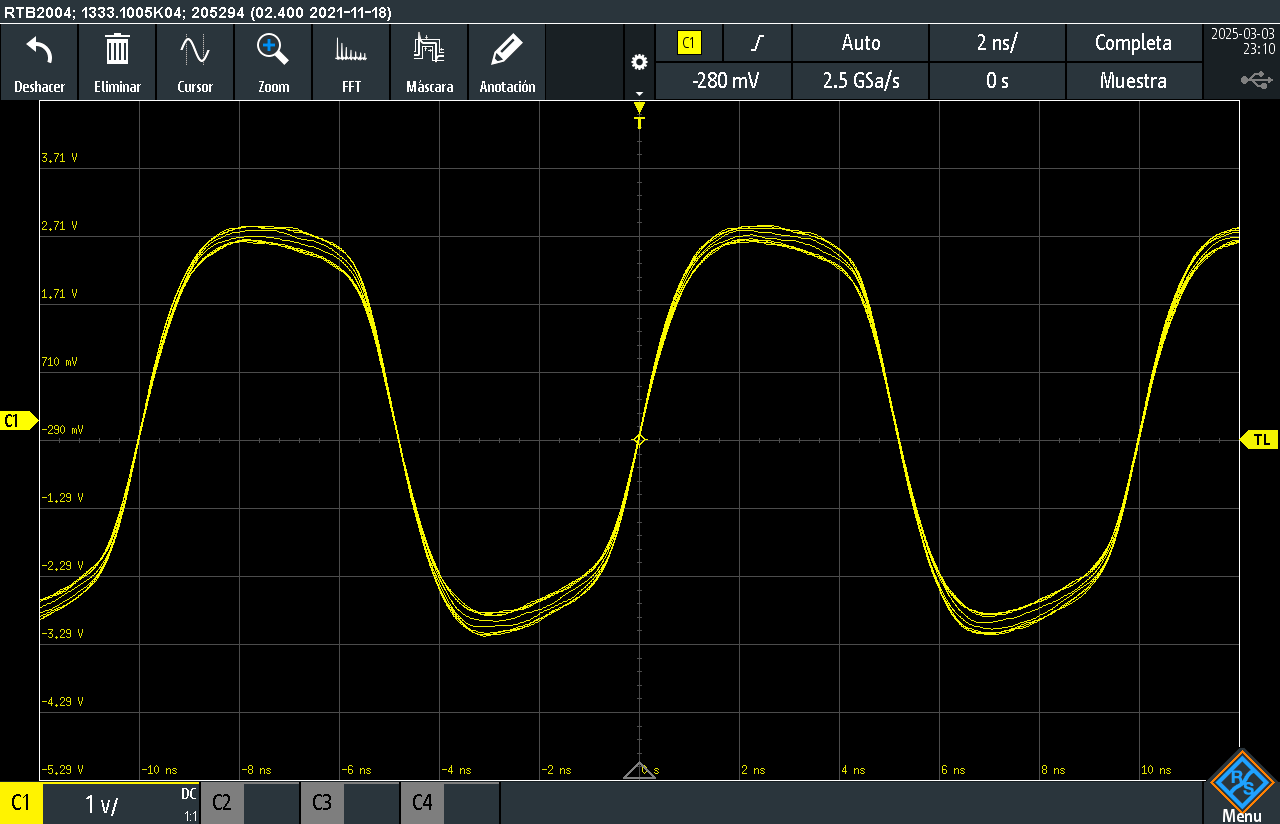 RTB2004; 1333.1005K04; 205294 (02.400 2021-11-18)
Deshacer
Eliminar
Cursor
Zoom
FFT
Máscara
Anotación
C1
Auto
2 ns/
Completa
-280 mV
2.5 GSa/s
0 s
Muestra
2025-03-03
23:10
T
3.71 V
2.71 V
1.71 V
710 mV
C1
-290 mV
TL
-1.29 V
-2.29 V
-3.29 V
-4.29 V
-5.29 V
-10 ns
-8 ns
-6 ns
-4 ns
-2 ns
0 s
2 ns
4 ns
6 ns
8 ns
10 ns
C1
1 V/
DC
1:1
C2
C3
C4
R
S
Menu